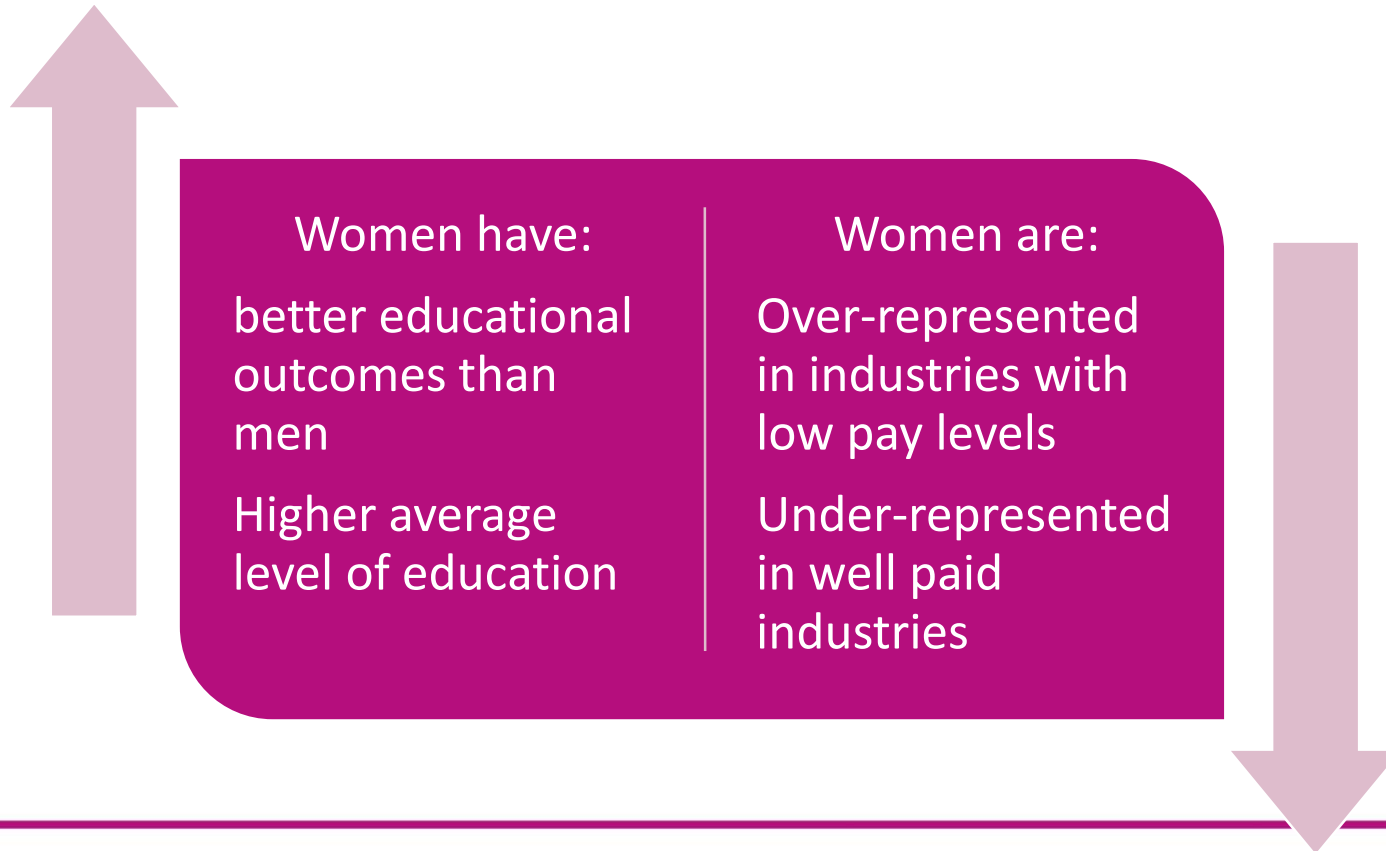 Women have:
better educational
outcomes than
men
Higher average
level of education
Women are:
Over-represented
in industries with
low pay levels
Under-represented
in well paid
industries